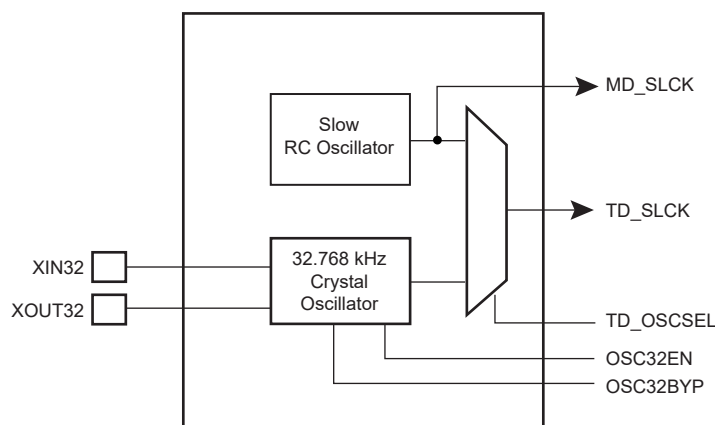 MD_SLCK
Slow
RC Oscillator
TD_SLCK
XIN32
32.768 kHz
Crystal
Oscillator
XOUT32
TD_OSCSEL
OSC32EN
OSC32BYP